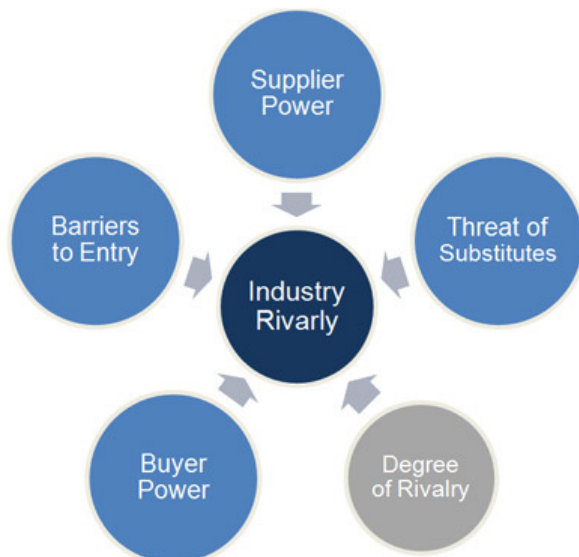 Supplier
Power
Barriers
to Entry
Threat of
Substitutes
Industry
Rivarly
Buyer
Power
Degree
of Rivalry